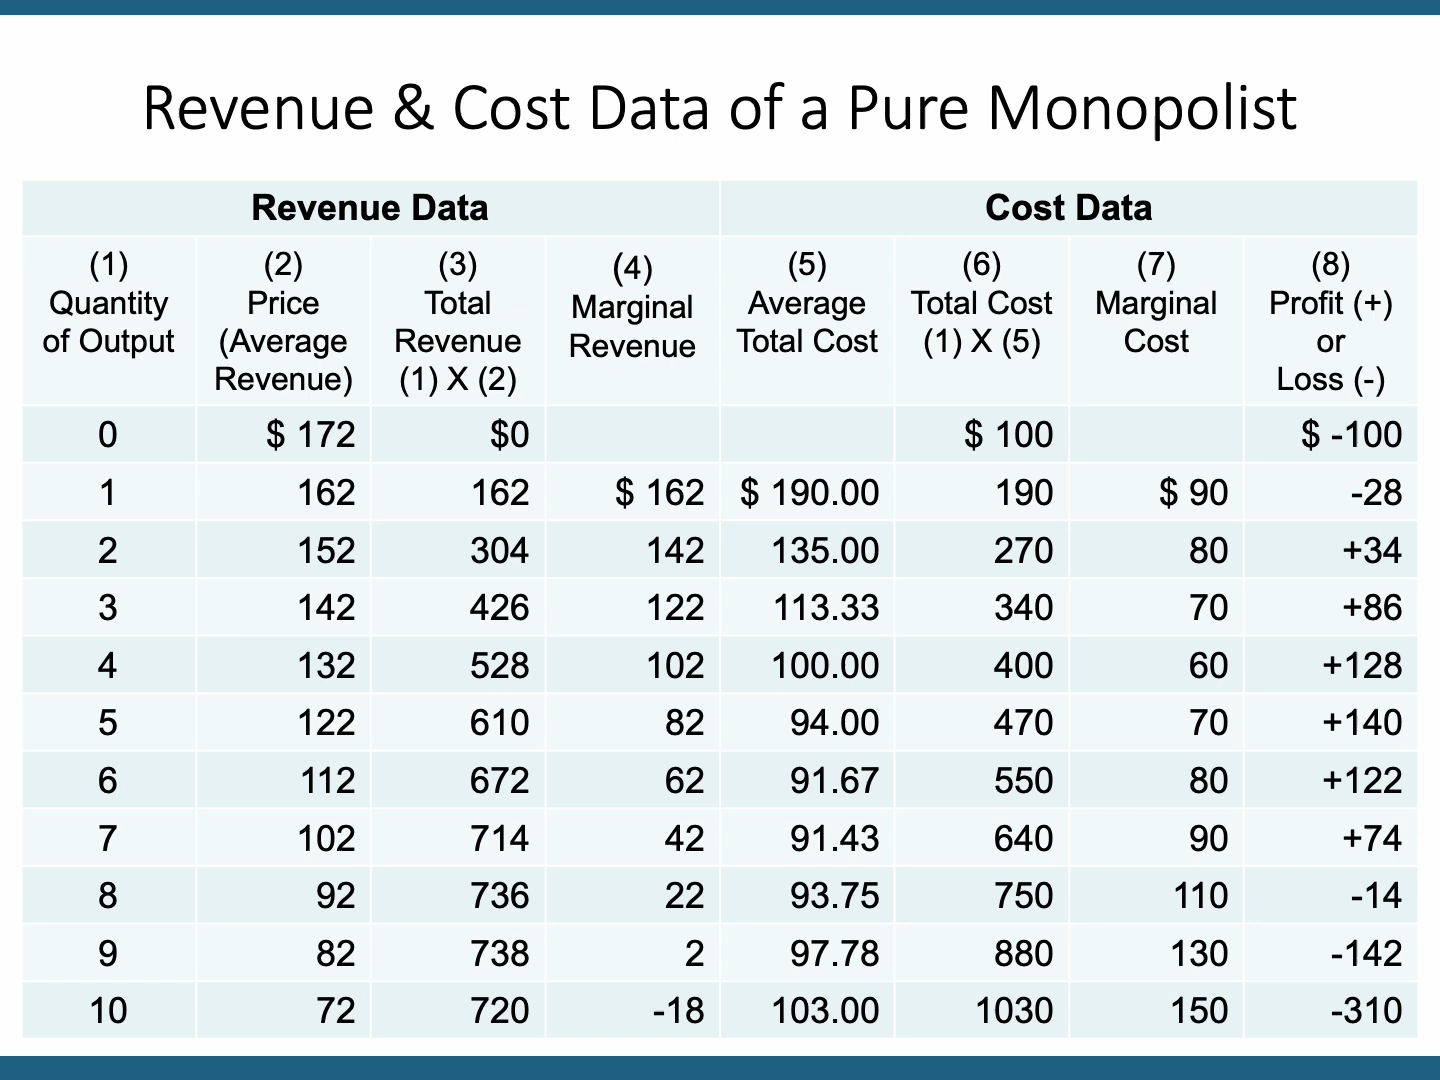 Revenue & Cost Data of a Pure Monopolist
Revenue Data Cost Data
(1) Quantity of Output (2) Price (Average Revenue) (3) Total Revenue (1) X (2) (4) Marginal Revenue (5) Average Total Cost (6) Total Cost (1) X (5) (7) Marginal Cost (8) Profit (+) or Loss (-)
0 $ 172 $0 $ 100 $ -100
1 162 162 $ 162 $ 190.00 190 $ 90 -28
2 152 304 142 135.00 270 80 +34
3 142 426 122 113.33 340 70 +86
4 132 528 102 100.00 400 60 +128
5 122 610 82 94.00 470 70 +140
6 112 672 62 91.67 550 80 +122
7 102 714 42 91.43 640 90 +74
8 92 736 22 93.75 750 110 -14
9 82 738 2 97.78 880 130 -142
10 72 720 -18 103.00 1030 150 -310